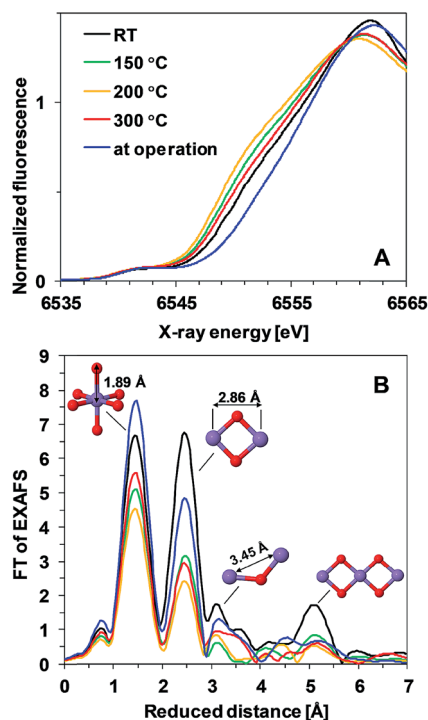 RT
150 °C
200 °C
300 °C
at operation
A
1
0
Normalized fluorescence
6535 6545 6555 6565
X-ray energy [eV]
B
9
8
7
6
5
4
3
2
1
0
FT of EXAFS
1.89 Å
2.86 Å
3.45 Å
0 1 2 3 4 5 6 7
Reduced distance [Å]